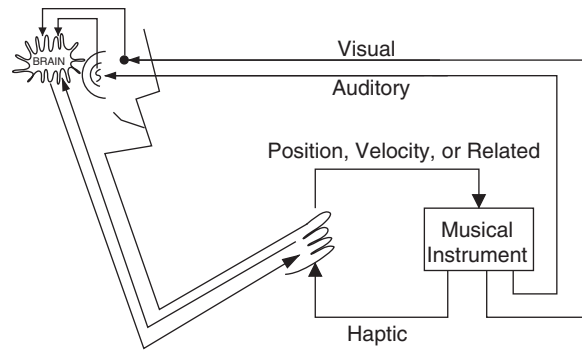 Visual
BRAIN
Auditory
Position, Velocity, or Related
Musical
Instrument
Haptic